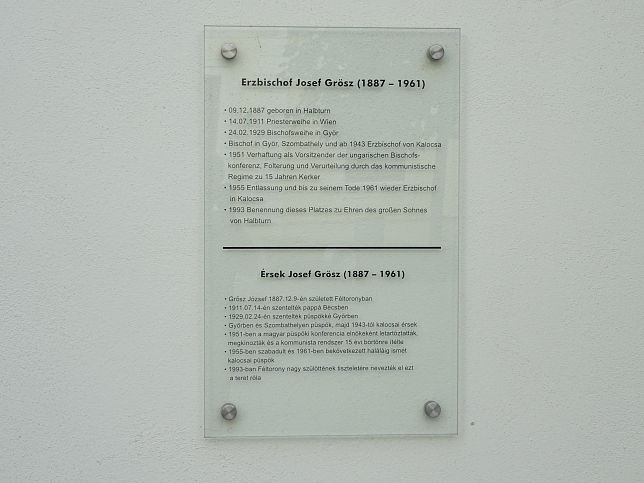 Erzbischof Josef Grösz (1887 – 1961)
• 09.12.1887 geboren in Halbturn
• 14.07.1911 Priesterweihe in Wien
• 24.02.1929 Bischofsweihe in Győr
• Bischof in Győr, Szombathely und ab 1943 Erzbischof von Kalocsa
• 1951 Verhaftung als Vorsitzender der ungarischen Bischofs-
konferenz, Folterung und Verurteilung durch das kommunistische
Regime zu 15 Jahren Kerker
• 1955 Entlassung und bis zu seinem Tode 1961 wieder Erzbischof
in Kalocsa
• 1993 Benennung dieses Platzes zu Ehren des großen Sohnes
von Halbturn
Érsek Josef Grösz (1887 – 1961)
• Grősz József 1887.12.9-én született Féltoronyban
• 1911.07.14-én szentelték pappá Bécsben
• 1929.02.24-én szentelték püspökké Győrben
• Győrben és Szombathelyen püspök, majd 1943-tól kalocsai érsek
• 1951-ben a magyar püspöki konferencia elnökeként letartóztatták,
megkínozták és a kommunista rendszer 15 évi börtönre ítélte
• 1955-ben szabadult és 1961-ben bekövetkezett haláláig ismét
kalocsai püspök
• 1993-ban Féltorony nagy szülöttének tiszteletére nevezték el ezt
a teret róla